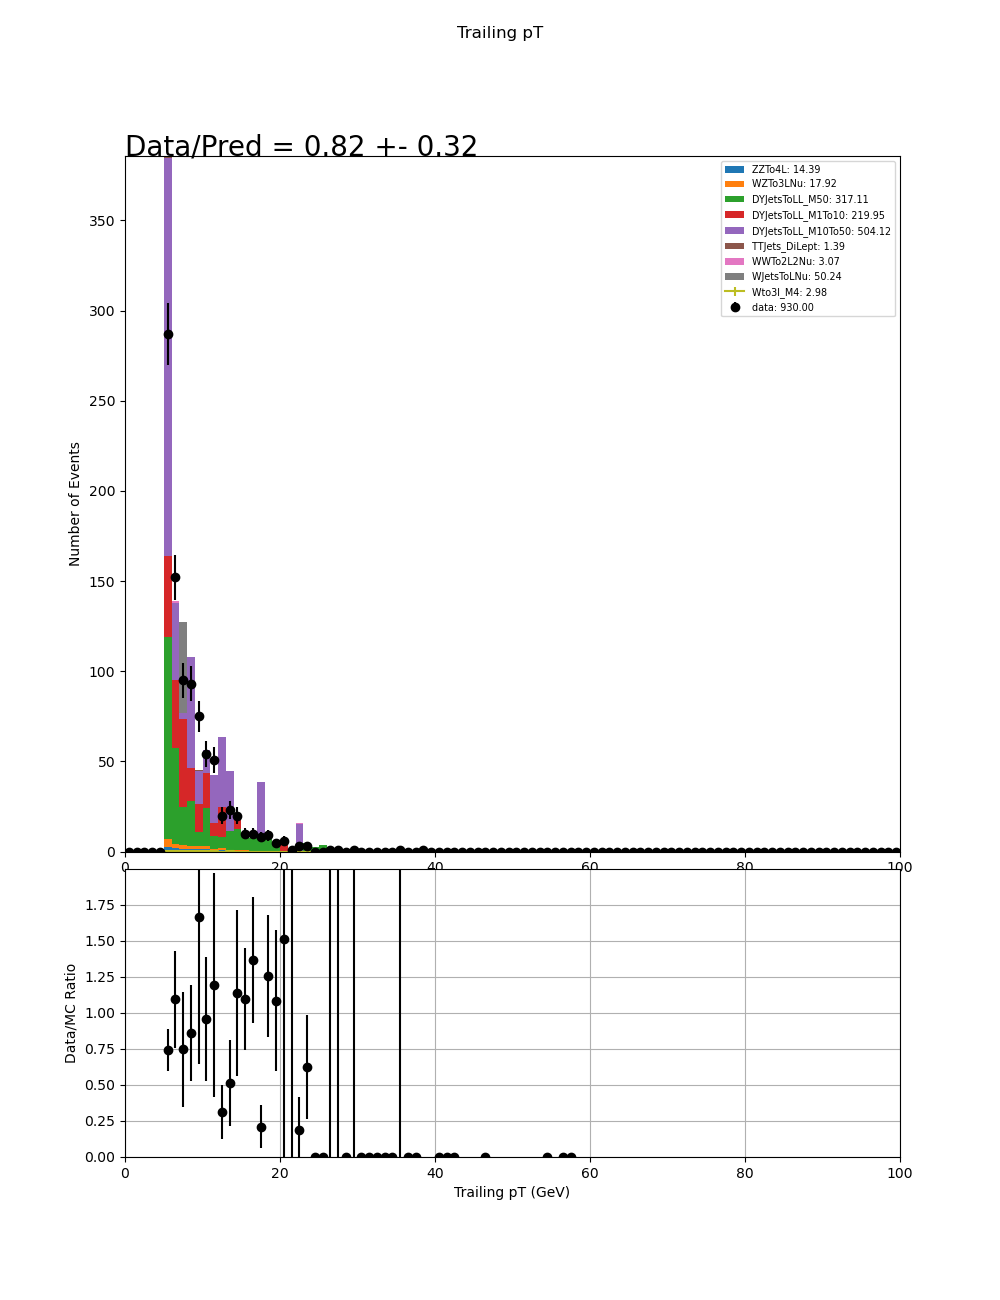 Trailing pT
Data/Pred = 0.82 +- 0.32
ZZTo4L: 14.39
WZTo3LNu: 17.92
DYJetsToLL_M50: 317.11
DYJetsToLL_M1To10: 219.95
DYJetsToLL_M10To50: 504.12
TTJets_DiLept: 1.39
WWTo2L2Nu: 3.07
WJetsToLNu: 50.24
Wto3l_M4: 2.98
data: 930.00
350
300
250
200
150
100
50
0
Number of Events
0 20 40 60 80 100
1.75
1.50
1.25
1.00
0.75
0.50
0.25
0.00
Data/MC Ratio
0 20 40 60 80 100
Trailing pT (GeV)